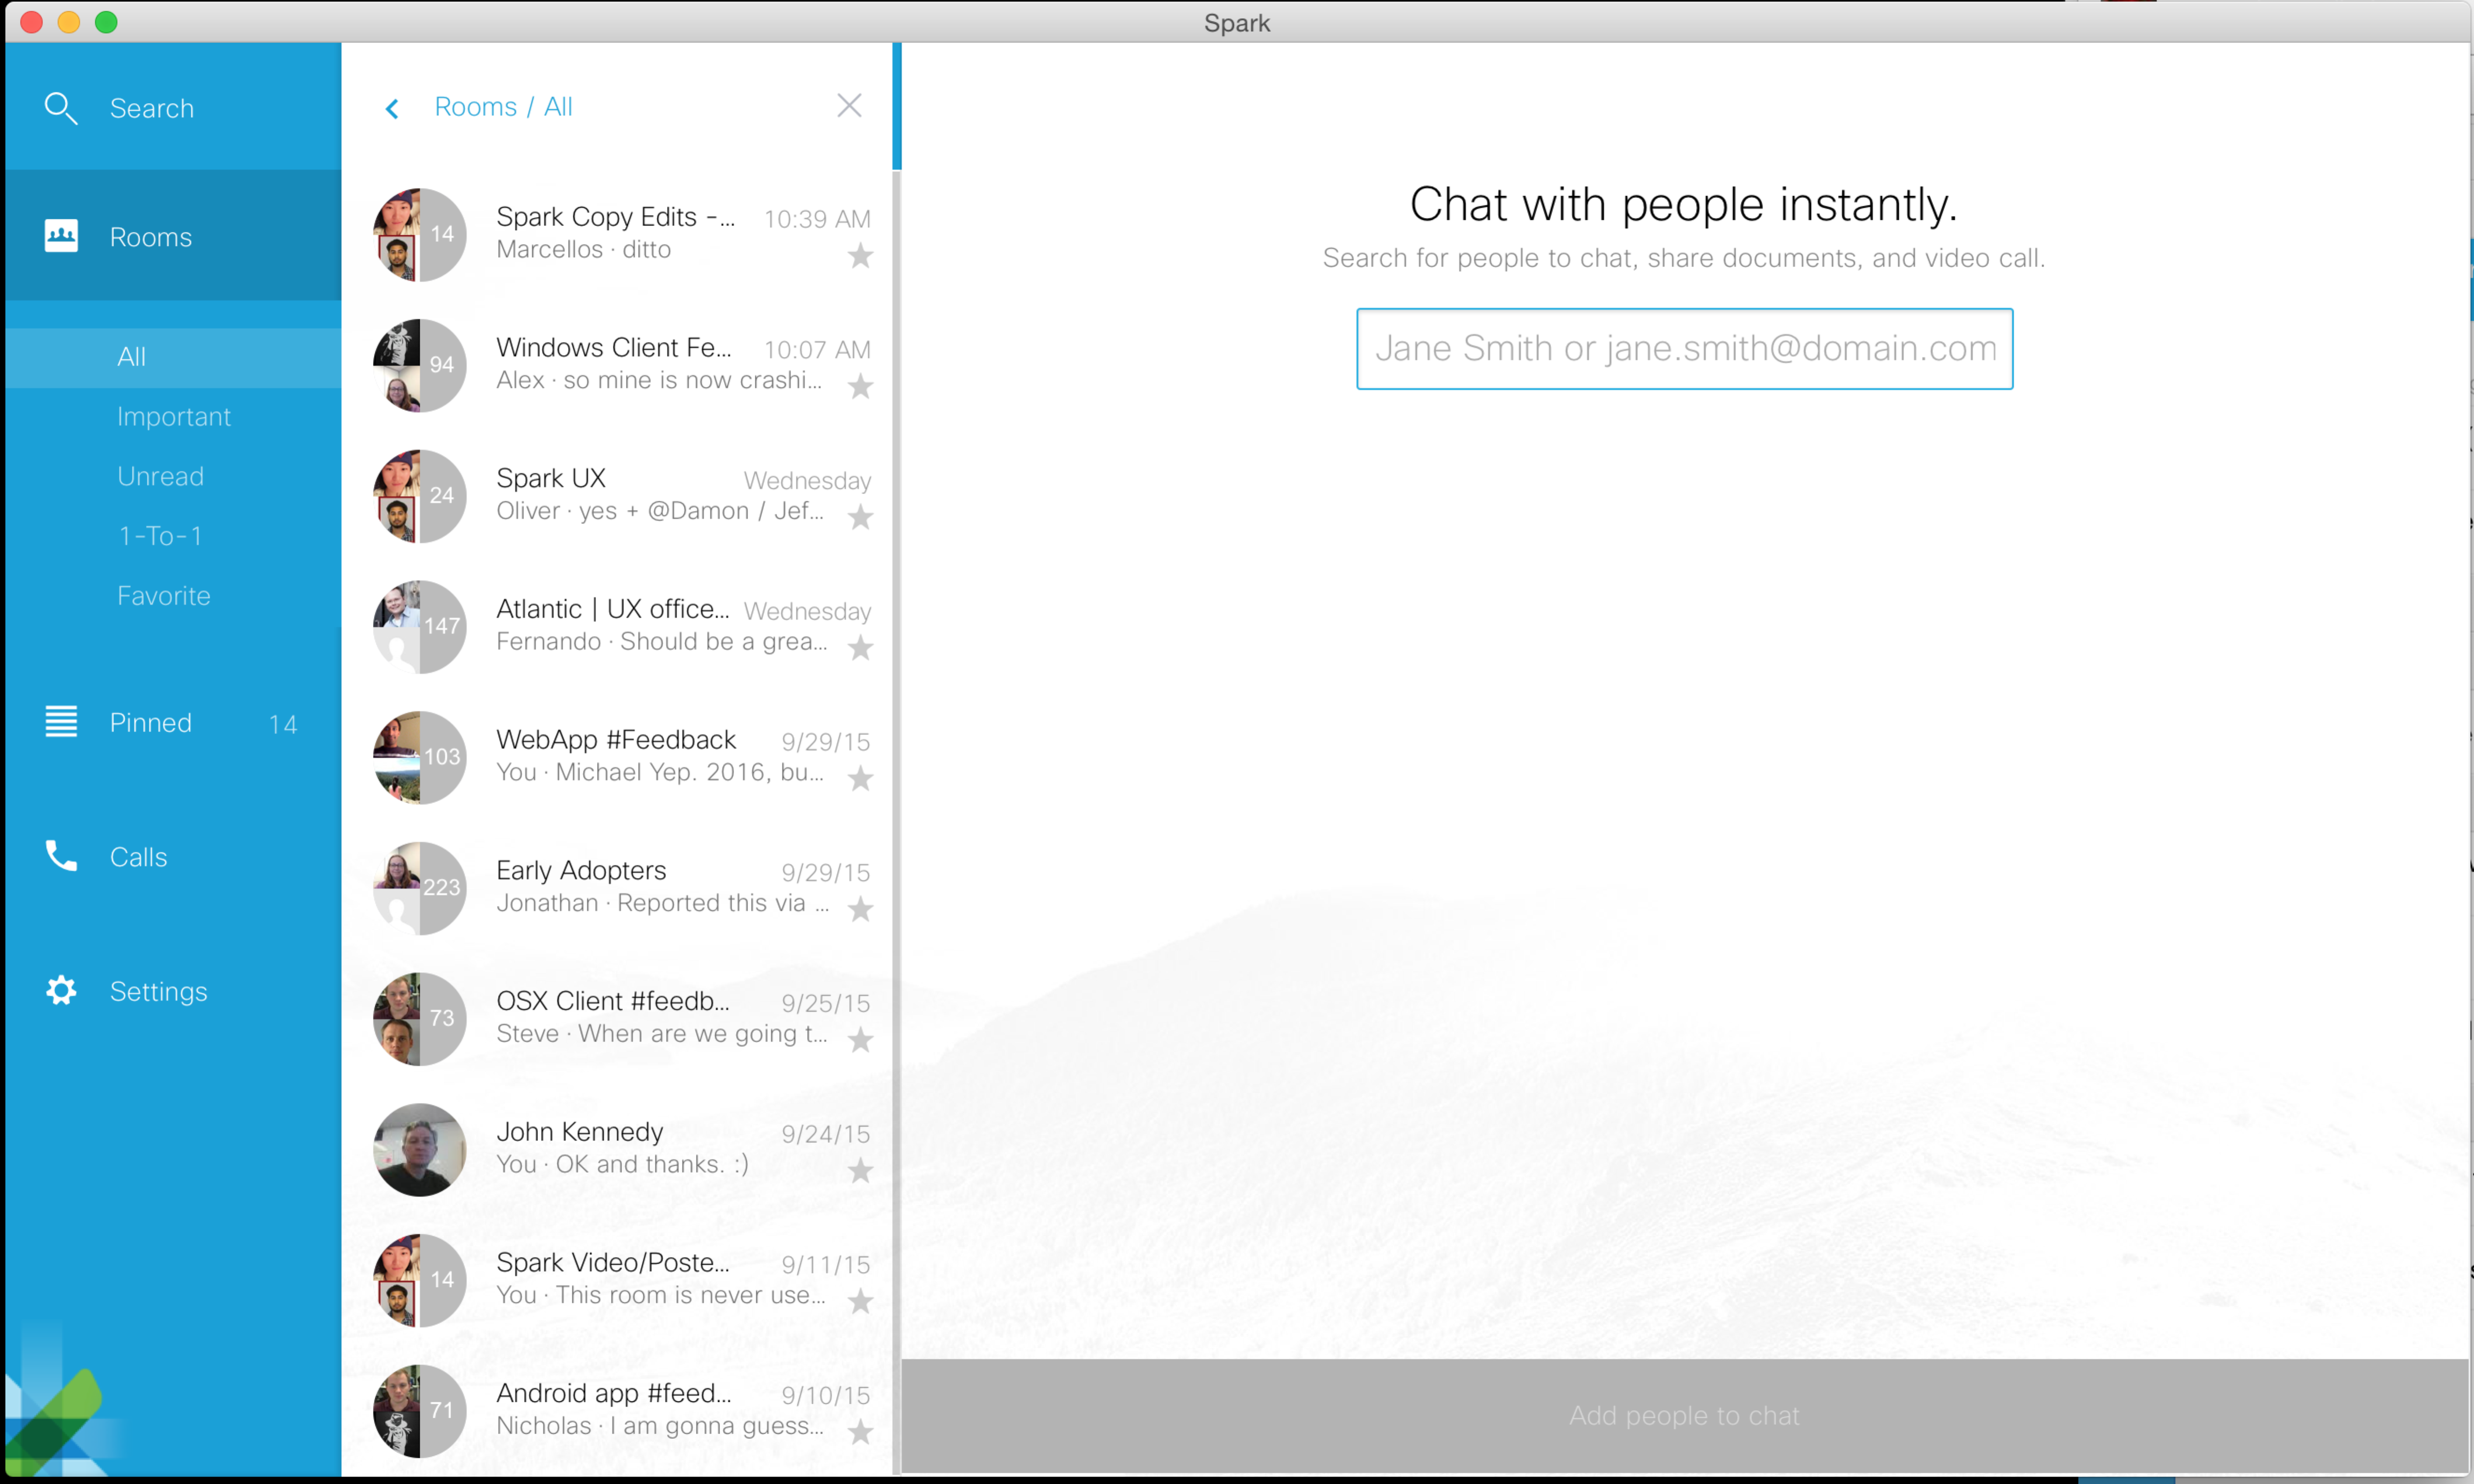 Spark
Search
Rooms
All
Important
Unread
1-To-1
Favorite
Pinned 14
Calls
Settings
Rooms / All
14 Spark Copy Edits -... 10:39 AM
Marcellos · ditto
94 Windows Client Fe... 10:07 AM
Alex · so mine is now crashi...
24 Spark UX Wednesday
Oliver · yes + @Damon / Jef...
147 Atlantic | UX office... Wednesday
Fernando · Should be a grea...
103 WebApp #Feedback 9/29/15
You · Michael Yep. 2016, bu...
223 Early Adopters 9/29/15
Jonathan · Reported this via ...
73 OSX Client #feedb... 9/25/15
Steve · When are we going t...
John Kennedy 9/24/15
You · OK and thanks. :)
14 Spark Video/Poste... 9/11/15
You · This room is never use...
71 Android app #feed... 9/10/15
Nicholas · I am gonna guess...
Chat with people instantly.
Search for people to chat, share documents, and video call.
Jane Smith or jane.smith@domain.com
Add people to chat